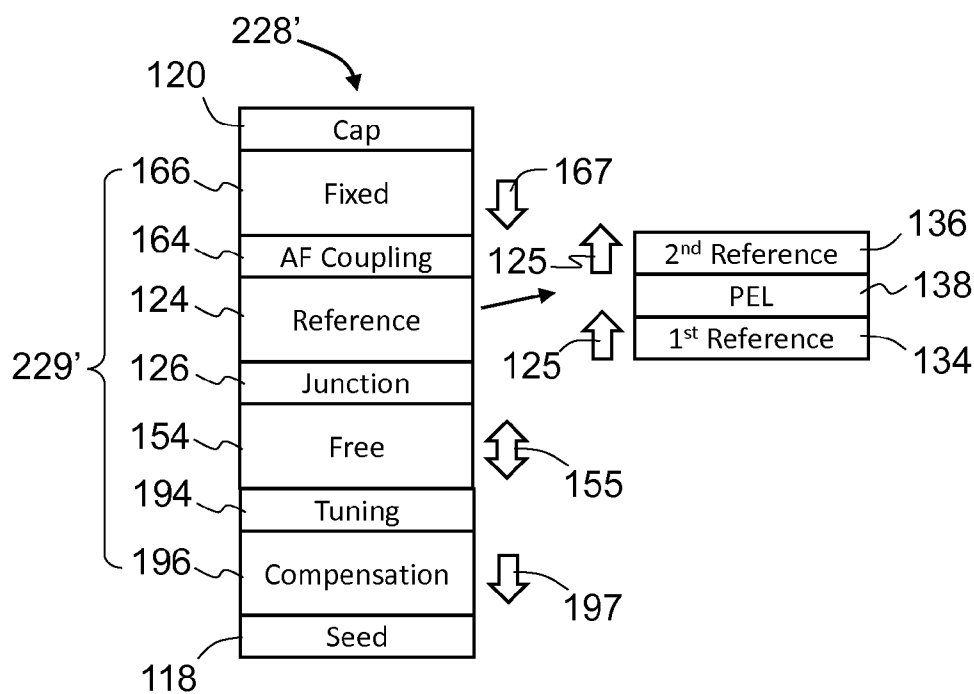 228’
120
Cap
166
Fixed
167
164
AF Coupling
125
2nd Reference
136
124
Reference
PEL
138
229’
126
Junction
125
1st Reference
134
154
Free
155
194
Tuning
196
Compensation
197
118
Seed